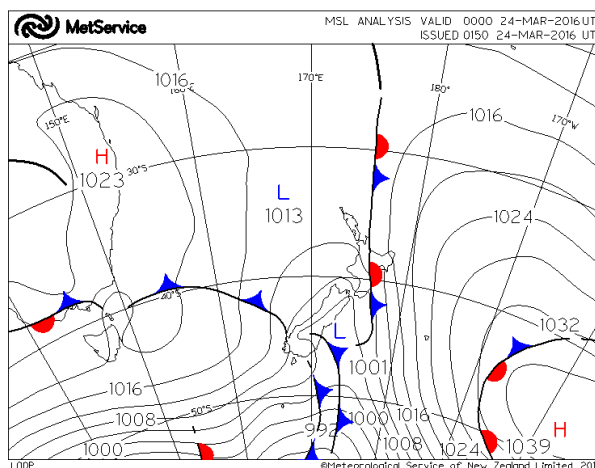 MetService
MSL ANALYSIS VALID 0000 24-MAR-2016 UT
ISSUED 0150 24-MAR-2016 UT
1016
160°E
170°E
180°
150°E
1016
170°W
H
1023
30°S
L
1013
1024
40°S
1032
L
1001
1016
1008
50°S
1000
992
1000
1016
1008
1024
1039
H
LOOP
©Meteorological Service of New Zealand Limited 201